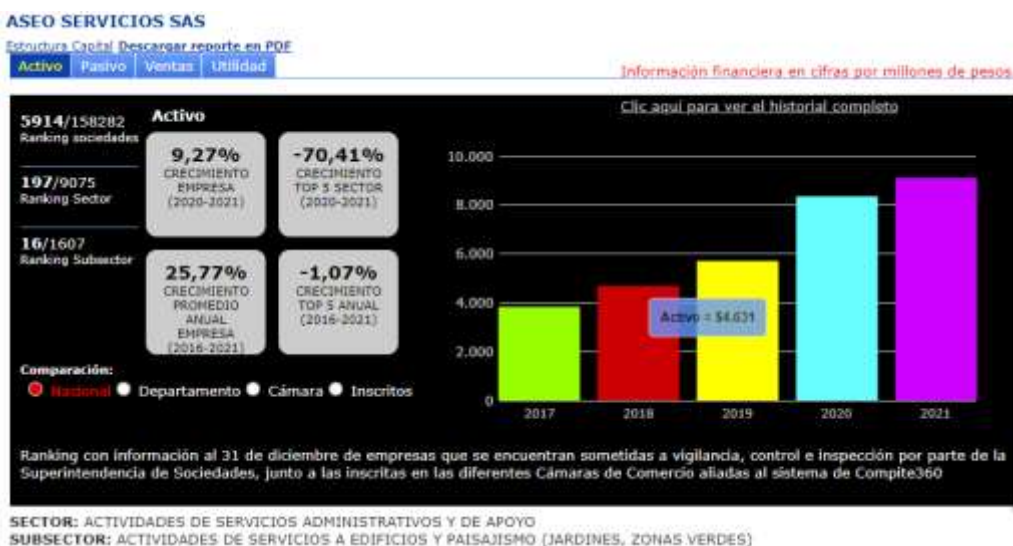 ASEO SERVICIOS SAS
Estructura Capital Descargar reporte en PDF
Activo Pasivo Ventas Utilidad
Información financiera en cifras por millones de pesos
Clic aquí para ver el historial completo
5914/158282
Ranking sociedades
197/9075
Ranking Sector
16/1607
Ranking Subsector
Activo
9,27%
CRECIMIENTO
EMPRESA
(2020-2021)
-70,41%
CRECIMIENTO
TOP 5 SECTOR
(2020-2021)
25,77%
CRECIMIENTO
PROMEDIO
ANUAL
EMPRESA
(2016-2021)
-1,07%
CRECIMIENTO
TOP 5 ANUAL
(2016-2021)
Comparación:
Nacional Departamento Cámara Inscritos
10.000
8.000
6.000
4.000
2.000
0
Activo = $4.631
2017 2018 2019 2020 2021
Ranking con información al 31 de diciembre de empresas que se encuentran sometidas a vigilancia, control e inspección por parte de la
Superintendencia de Sociedades, junto a las inscritas en las diferentes Cámaras de Comercio aliadas al sistema de Compite360
SECTOR: ACTIVIDADES DE SERVICIOS ADMINISTRATIVOS Y DE APOYO
SUBSECTOR: ACTIVIDADES DE SERVICIOS A EDIFICIOS Y PAISAJISMO (JARDINES, ZONAS VERDES)